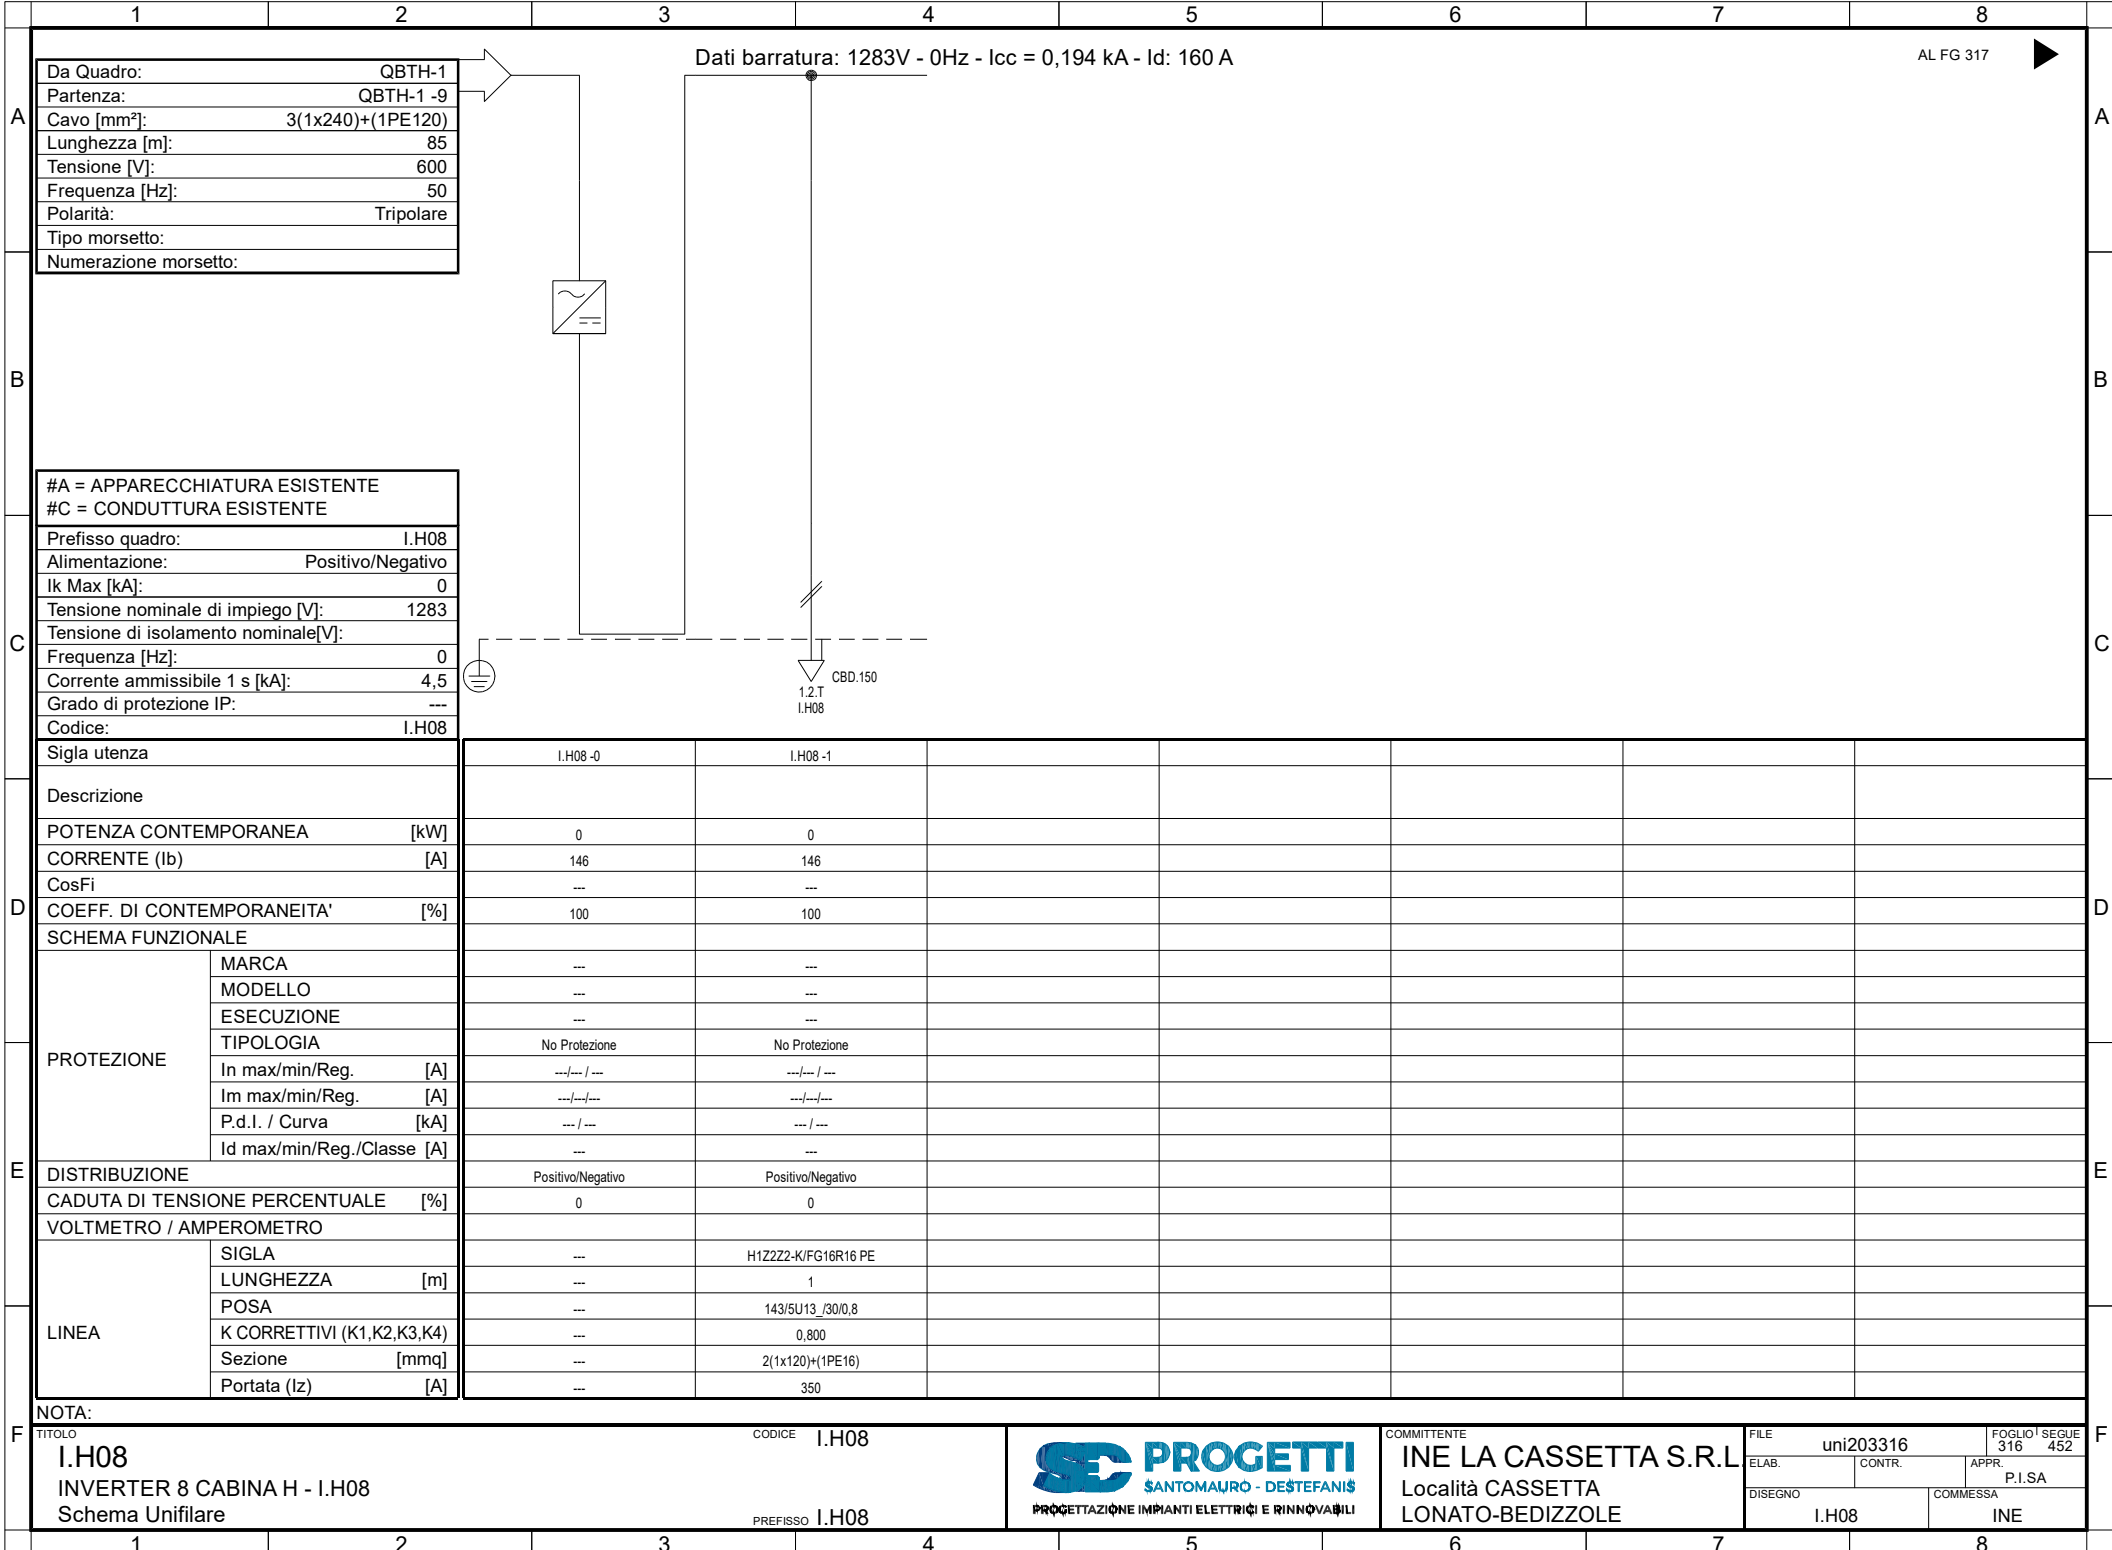 1 2 3 4 5 6 7 8
Dati barratura: 1283V - 0Hz - Icc = 0,194 kA - Id: 160 A
AL FG 317
Da Quadro: QBTH-1
Partenza: QBTH-1 -9
Cavo [mm²]: 3(1x240)+(1PE120)
Lunghezza [m]: 85
Tensione [V]: 600
Frequenza [Hz]: 50
Polarità: Tripolare
Tipo morsetto:
Numerazione morsetto:
A A
B B
#A = APPARECCHIATURA ESISTENTE
#C = CONDUTTURA ESISTENTE
Prefisso quadro: I.H08
Alimentazione: Positivo/Negativo
Ik Max [kA]: 0
Tensione nominale di impiego [V]: 1283
Tensione di isolamento nominale[V]:
Frequenza [Hz]: 0
Corrente ammissibile 1 s [kA]: 4,5
Grado di protezione IP: ---
Codice: I.H08
C C
CBD.150
1.2.T
I.H08
Sigla utenza I.H08 -0 I.H08 -1
Descrizione
POTENZA CONTEMPORANEA [kW] 0 0
CORRENTE (Ib) [A] 146 146
CosFi --- ---
D COEFF. DI CONTEMPORANEITA' [%] 100 100 D
SCHEMA FUNZIONALE
PROTEZIONE
MARCA --- ---
MODELLO --- ---
ESECUZIONE --- ---
TIPOLOGIA No Protezione No Protezione
In max/min/Reg. [A] ---/--- / --- ---/--- / ---
Im max/min/Reg. [A] ---/---/--- ---/---/---
P.d.I. / Curva [kA] --- / --- --- / ---
Id max/min/Reg./Classe [A] --- ---
E DISTRIBUZIONE Positivo/Negativo Positivo/Negativo E
CADUTA DI TENSIONE PERCENTUALE [%] 0 0
VOLTMETRO / AMPEROMETRO
LINEA
SIGLA --- H1Z2Z2-K/FG16R16 PE
LUNGHEZZA [m] --- 1
POSA --- 143/5U13_/30/0,8
K CORRETTIVI (K1,K2,K3,K4) --- 0,800
Sezione [mmq] --- 2(1x120)+(1PE16)
Portata (Iz) [A] --- 350
NOTA:
F F
TITOLO
I.H08
INVERTER 8 CABINA H - I.H08
Schema Unifilare
CODICE I.H08
PREFISSO I.H08
SD PROGETTI
SANTOMAURO - DESTEFANIS
PROGETTAZIONE IMPIANTI ELETTRICI E RINNOVABILI
COMMITTENTE
INE LA CASSETTA S.R.L.
Località CASSETTA
LONATO-BEDIZZOLE
FILE uni203316
FOGLIO 316
SEGUE 452
ELAB. CONTR. APPR.
P.I.SA
DISEGNO I.H08
COMMESSA INE
1 2 3 4 5 6 7 8